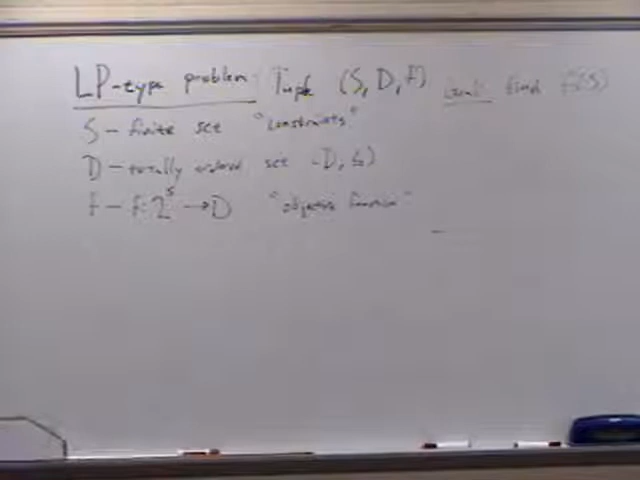 LP-type problem: Tuple (S, D, f) Goal: find f(S)
S - finite set "constraints"
D - totally ordered set (D, ≤)
f - f: 2^S → D "objective function"